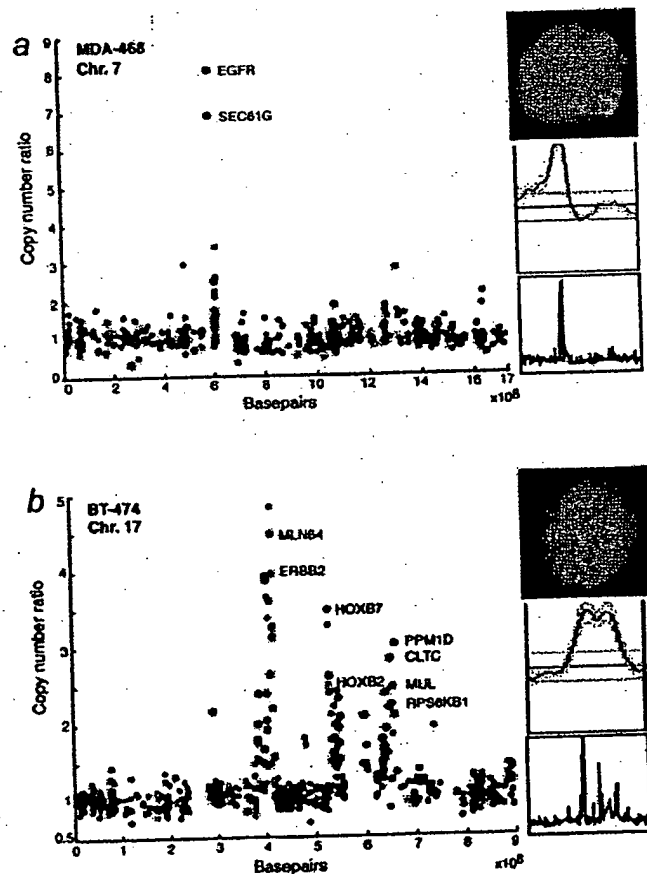 a
MDA-468
Chr. 7
Copy number ratio
9
8
7
6
5
4
3
2
1
0
EGFR
SEC61G
0 2 4 6 8 10 12 14 16 17
Basepairs
x10⁸
b
BT-474
Chr. 17
Copy number ratio
5
4
3
2
1
0.5
MLN64
ERBB2
HOXB7
HOXB2
PPM1D
CLTC
MUL
RPS6KB1
0 1 2 3 4 5 6 7 8 9
Basepairs
x10⁸